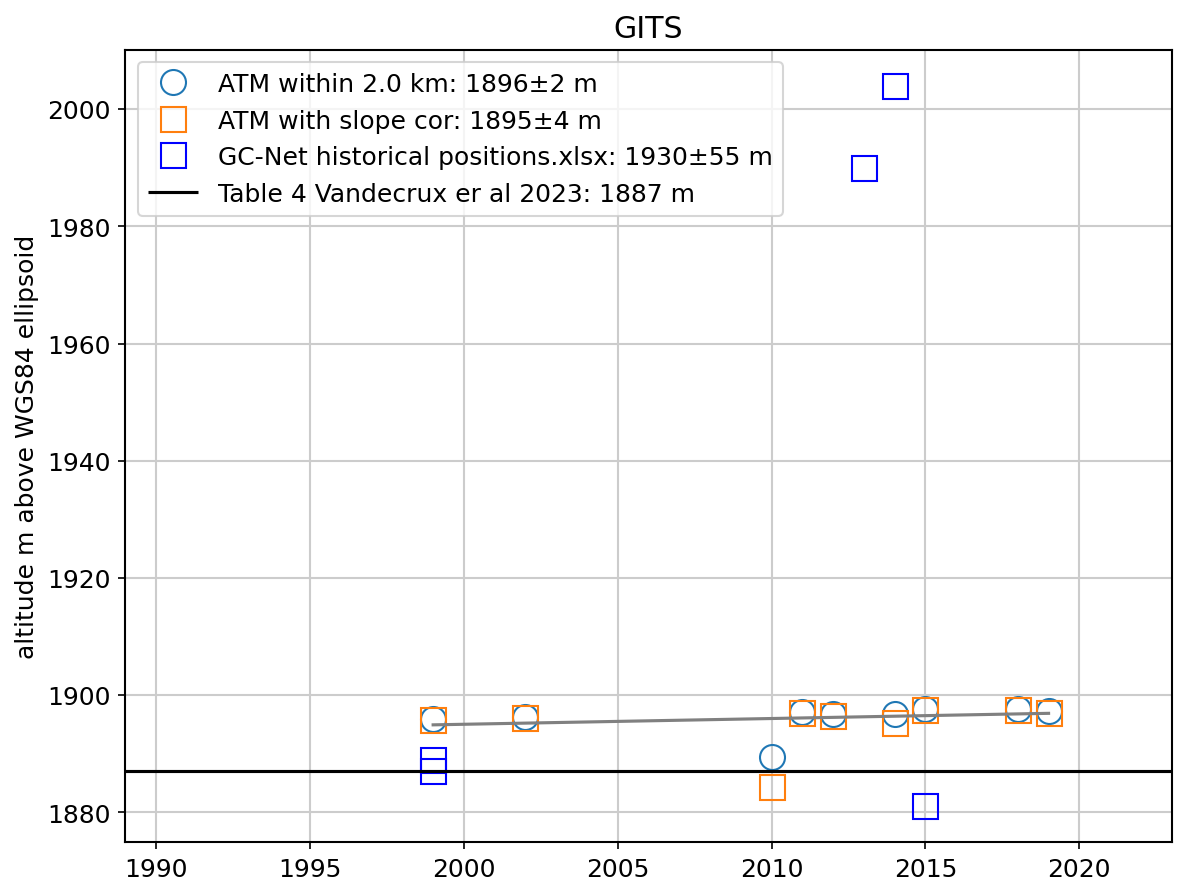 GITS
ATM within 2.0 km: 1896±2 m
ATM with slope cor: 1895±4 m
GC-Net historical positions.xlsx: 1930±55 m
Table 4 Vandecrux er al 2023: 1887 m
altitude m above WGS84 ellipsoid
2000
1980
1960
1940
1920
1900
1880
1990 1995 2000 2005 2010 2015 2020